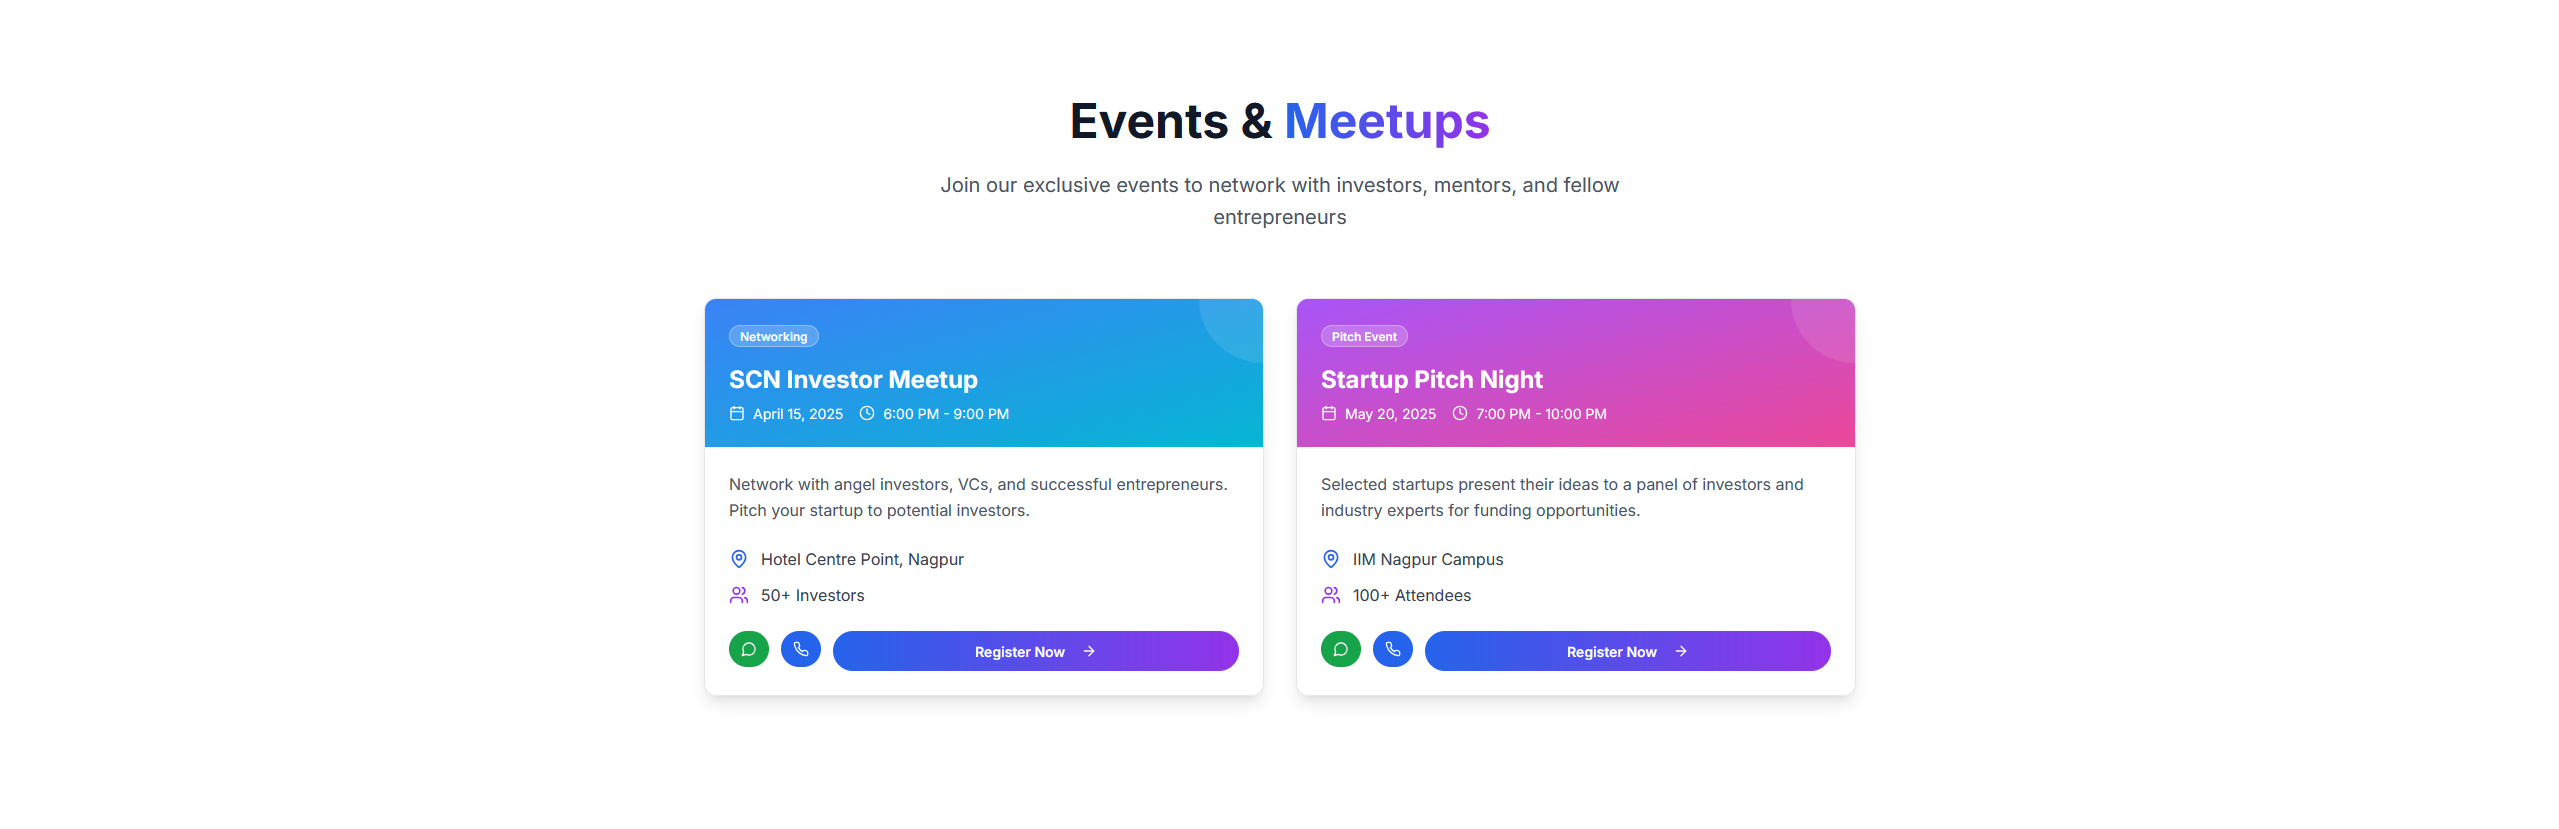 Events & Meetups
Join our exclusive events to network with investors, mentors, and fellow
entrepreneurs
Networking
SCN Investor Meetup
April 15, 2025 6:00 PM - 9:00 PM
Network with angel investors, VCs, and successful entrepreneurs.
Pitch your startup to potential investors.
Hotel Centre Point, Nagpur
50+ Investors
Register Now
Pitch Event
Startup Pitch Night
May 20, 2025 7:00 PM - 10:00 PM
Selected startups present their ideas to a panel of investors and
industry experts for funding opportunities.
IIM Nagpur Campus
100+ Attendees
Register Now